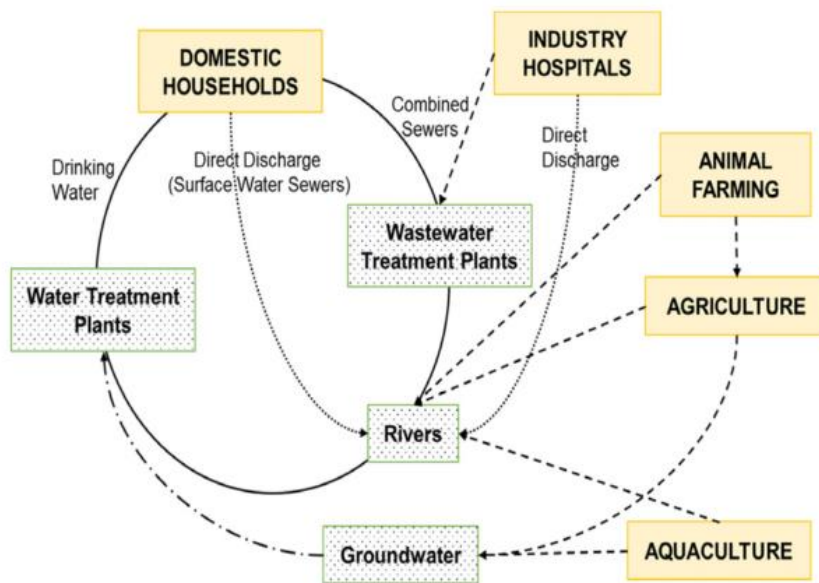 DOMESTIC
HOUSEHOLDS
INDUSTRY
HOSPITALS
Combined
Sewers
Drinking
Water
Direct Discharge
(Surface Water Sewers)
Direct
Discharge
ANIMAL
FARMING
Wastewater
Treatment Plants
Water Treatment
Plants
AGRICULTURE
Rivers
Groundwater
AQUACULTURE